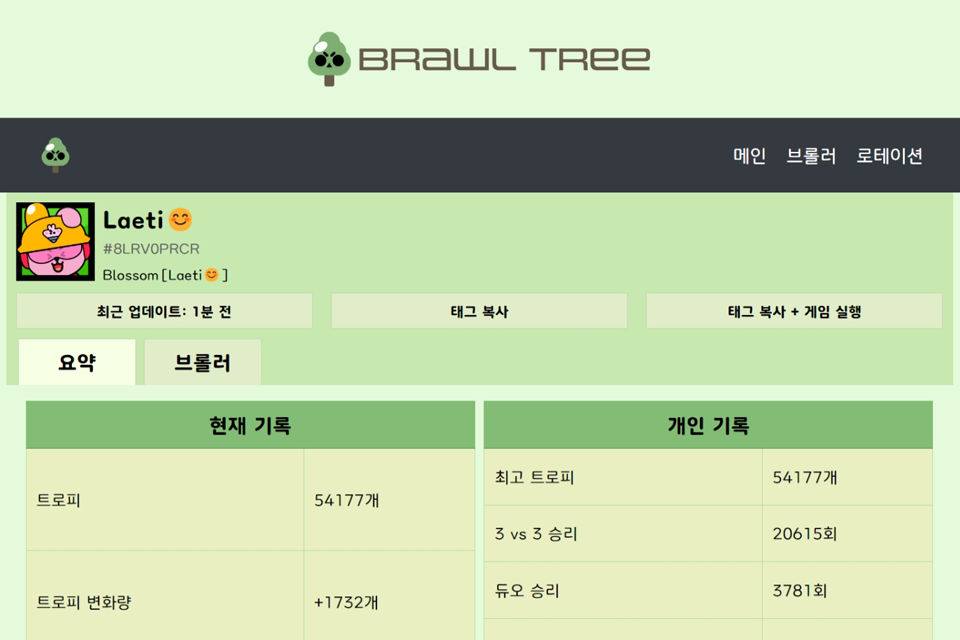 BRAWL TREE
메인 브롤러 로테이션
Laeti😊
#8LRV0PRCR
Blossom[Laeti😊]
최근 업데이트: 1분 전 태그 복사 태그 복사 + 게임 실행
요약 브롤러
현재 기록
트로피 54177개
트로피 변화량 +1732개
개인 기록
최고 트로피 54177개
3 vs 3 승리 20615회
듀오 승리 3781회